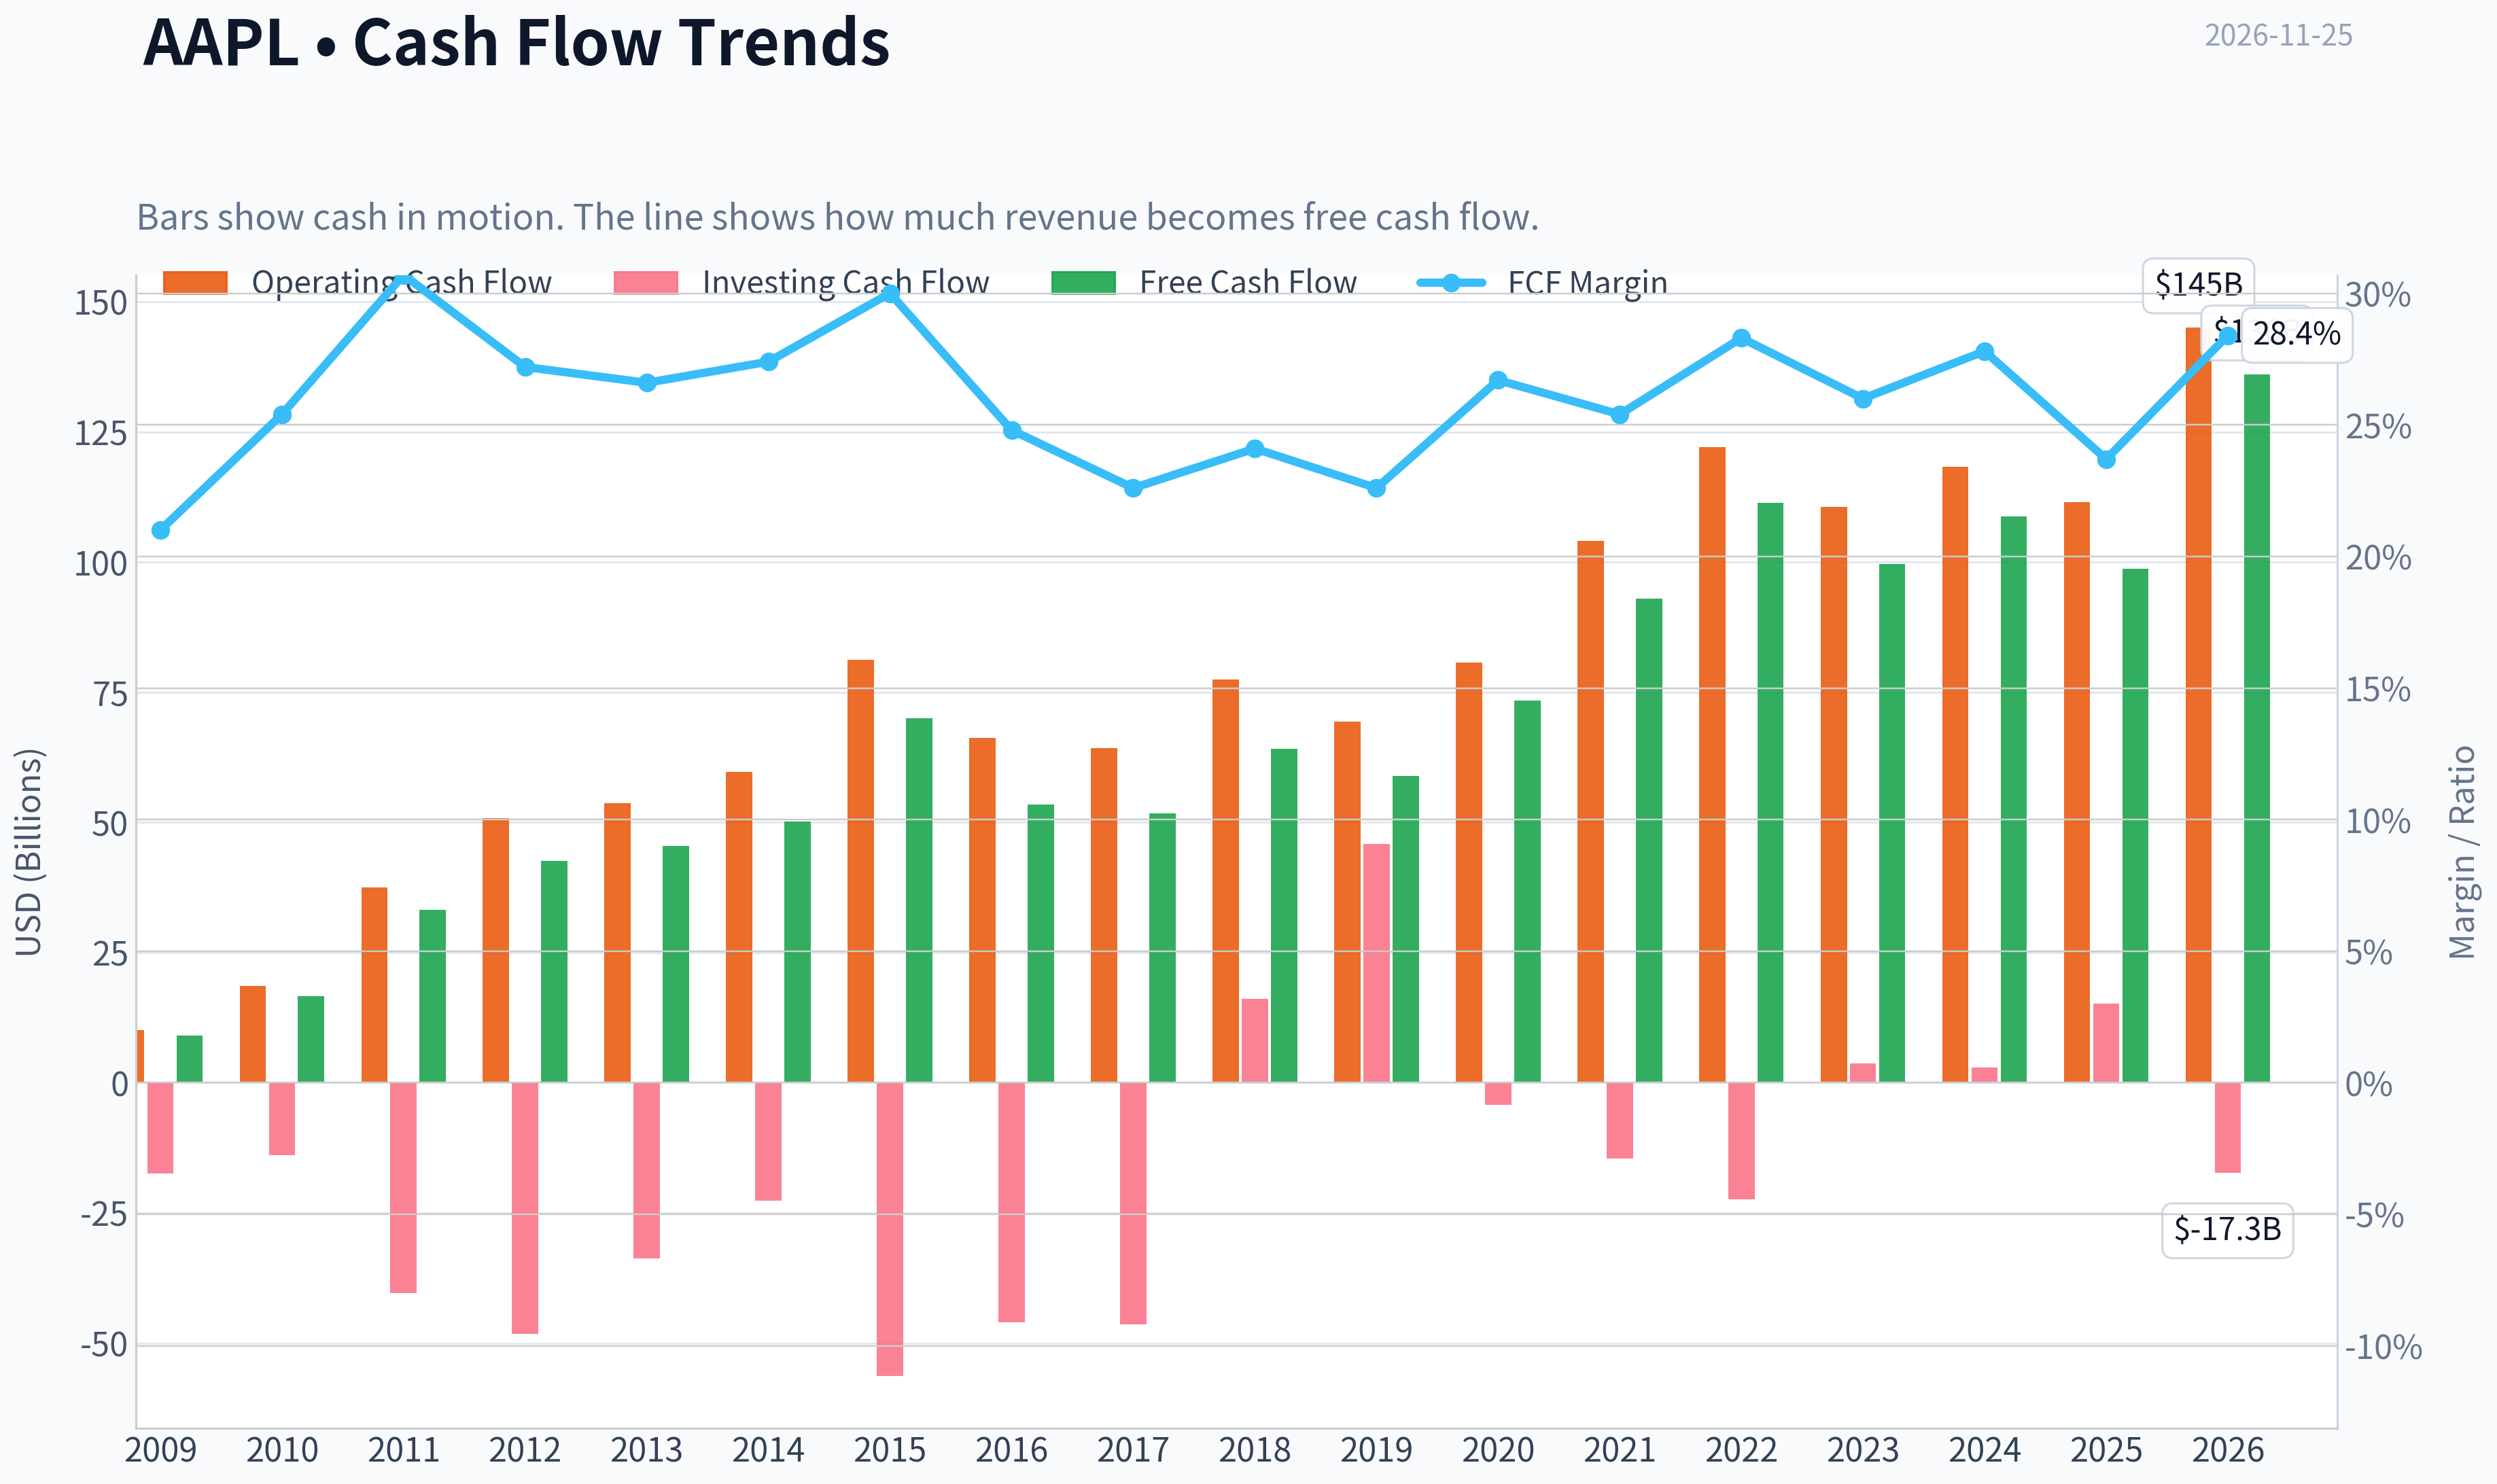 AAPL • Cash Flow Trends
2026-11-25
Bars show cash in motion. The line shows how much revenue becomes free cash flow.
Operating Cash Flow
Investing Cash Flow
Free Cash Flow
FCF Margin
$145B
28.4%
$-17.3B
USD (Billions)
150
125
100
75
50
25
0
-25
-50
30%
25%
20%
15%
10%
5%
0%
-5%
-10%
Margin / Ratio
2009 2010 2011 2012 2013 2014 2015 2016 2017 2018 2019 2020 2021 2022 2023 2024 2025 2026